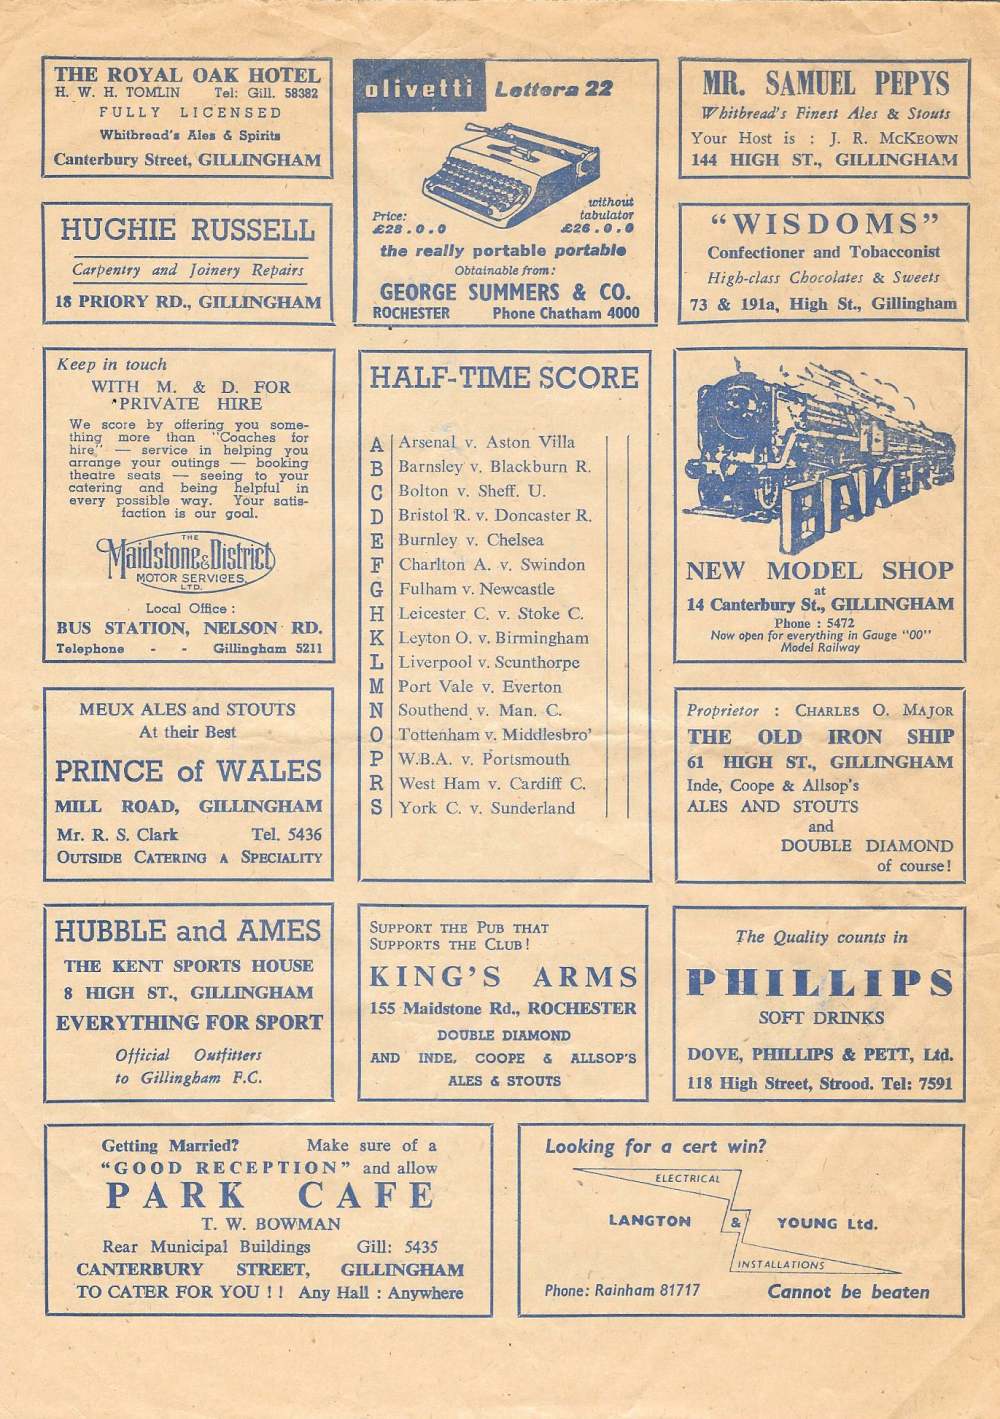 THE ROYAL OAK HOTEL
H. W. H. TOMLIN Tel: Gill. 58382
FULLY LICENSED
Whitbread's Ales & Spirits
Canterbury Street, GILLINGHAM
olivetti Lettera 22
Price:
£28.0.0
without
tabulator
£26.0.0
the really portable portable
Obtainable from:
GEORGE SUMMERS & CO.
ROCHESTER Phone Chatham 4000
MR. SAMUEL PEPYS
Whitbread's Finest Ales & Stouts
Your Host is : J. R. McKEOWN
144 HIGH ST., GILLINGHAM
HUGHIE RUSSELL
Carpentry and Joinery Repairs
18 PRIORY RD., GILLINGHAM
"WISDOMS"
Confectioner and Tobacconist
High-class Chocolates & Sweets
73 & 191a, High St., Gillingham
Keep in touch
WITH M. & D. FOR
PRIVATE HIRE
We score by offering you some-
thing more than "Coaches for
hire," — service in helping you
arrange your outings — booking
theatre seats — seeing to your
catering and being helpful in
every possible way. Your satis-
faction is our goal.
THE
Maidstone & District
MOTOR SERVICES,
LTD.
Local Office :
BUS STATION, NELSON RD.
Telephone - - Gillingham 5211
HALF-TIME SCORE
A Arsenal v. Aston Villa
B Barnsley v. Blackburn R.
C Bolton v. Sheff. U.
D Bristol R. v. Doncaster R.
E Burnley v. Chelsea
F Charlton A. v. Swindon
G Fulham v. Newcastle
H Leicester C. v. Stoke C.
K Leyton O. v. Birmingham
L Liverpool v. Scunthorpe
M Port Vale v. Everton
N Southend v. Man. C.
O Tottenham v. Middlesbro'
P W.B.A. v. Portsmouth
R West Ham v. Cardiff C.
S York C. v. Sunderland
BAKERS
NEW MODEL SHOP
at
14 Canterbury St., GILLINGHAM
Phone : 5472
Now open for everything in Gauge "00"
Model Railway
MEUX ALES and STOUTS
At their Best
PRINCE of WALES
MILL ROAD, GILLINGHAM
Mr. R. S. Clark Tel. 5436
OUTSIDE CATERING A SPECIALITY
Proprietor : CHARLES O. MAJOR
THE OLD IRON SHIP
61 HIGH ST., GILLINGHAM
Inde, Coope & Allsop's
ALES AND STOUTS
and
DOUBLE DIAMOND
of course!
HUBBLE and AMES
THE KENT SPORTS HOUSE
8 HIGH ST., GILLINGHAM
EVERYTHING FOR SPORT
Official Outfitters
to Gillingham F.C.
SUPPORT THE PUB THAT
SUPPORTS THE CLUB!
KING'S ARMS
155 Maidstone Rd., ROCHESTER
DOUBLE DIAMOND
AND INDE, COOPE & ALLSOP'S
ALES & STOUTS
The Quality counts in
PHILLIPS
SOFT DRINKS
DOVE, PHILLIPS & PETT, Ltd.
118 High Street, Strood. Tel: 7591
Getting Married? Make sure of a
"GOOD RECEPTION" and allow
PARK CAFE
T. W. BOWMAN
Rear Municipal Buildings Gill: 5435
CANTERBURY STREET, GILLINGHAM
TO CATER FOR YOU !! Any Hall : Anywhere
Looking for a cert win?
ELECTRICAL
LANGTON & YOUNG Ltd.
INSTALLATIONS
Phone: Rainham 81717 Cannot be beaten